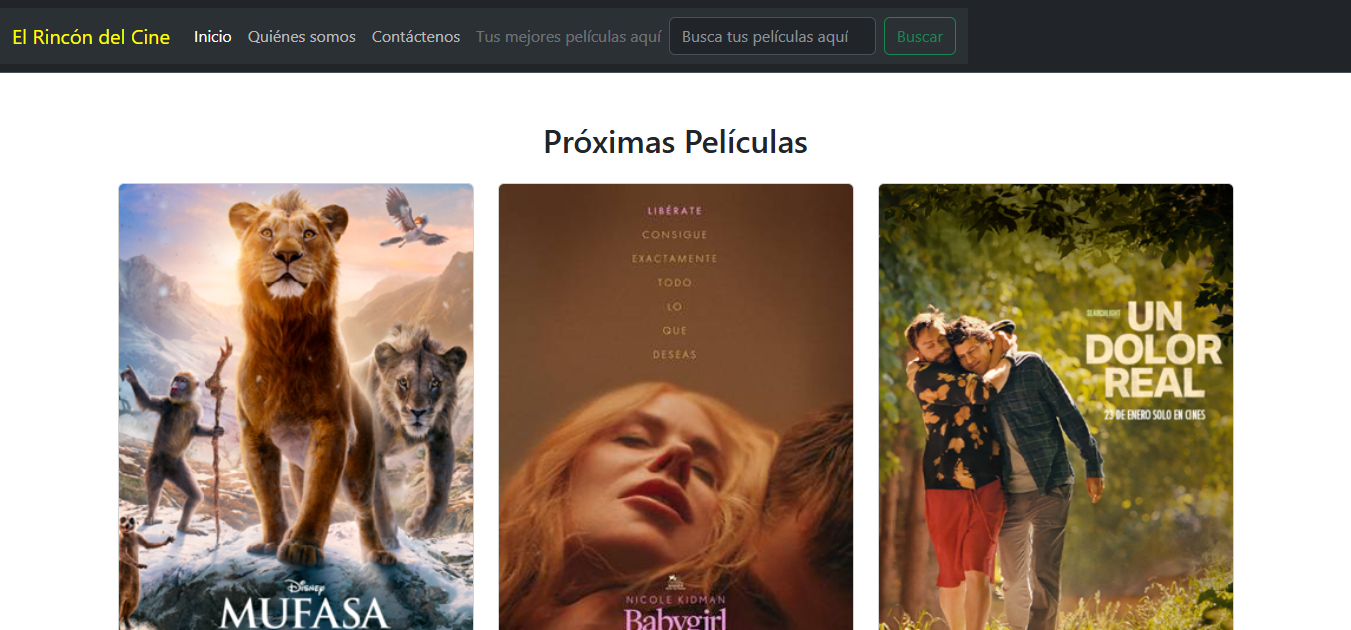 El Rincón del Cine Inicio Quiénes somos Contáctenos Tus mejores películas aquí Busca tus películas aquí Buscar
Próximas Películas
Disney
MUFASA
LIBÉRATE
CONSIGUE
EXACTAMENTE
TODO
LO
QUE
DESEAS
NICOLE KIDMAN
Babygirl
SEARCHLIGHT
UN
DOLOR
REAL
23 DE ENERO SOLO EN CINES